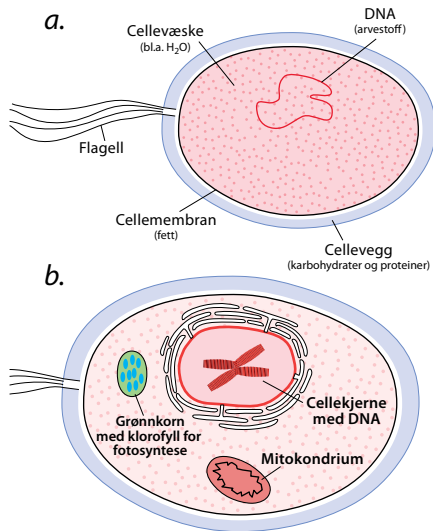 a.
Cellevæske
(bl.a. H₂O)
DNA
(arvestoff)
Flagell
Cellemembran
(fett)
Cellevegg
(karbohydrater og proteiner)
b.
Grønnkorn
med klorofyll for
fotosyntese
Cellekjerne
med DNA
Mitokondrium